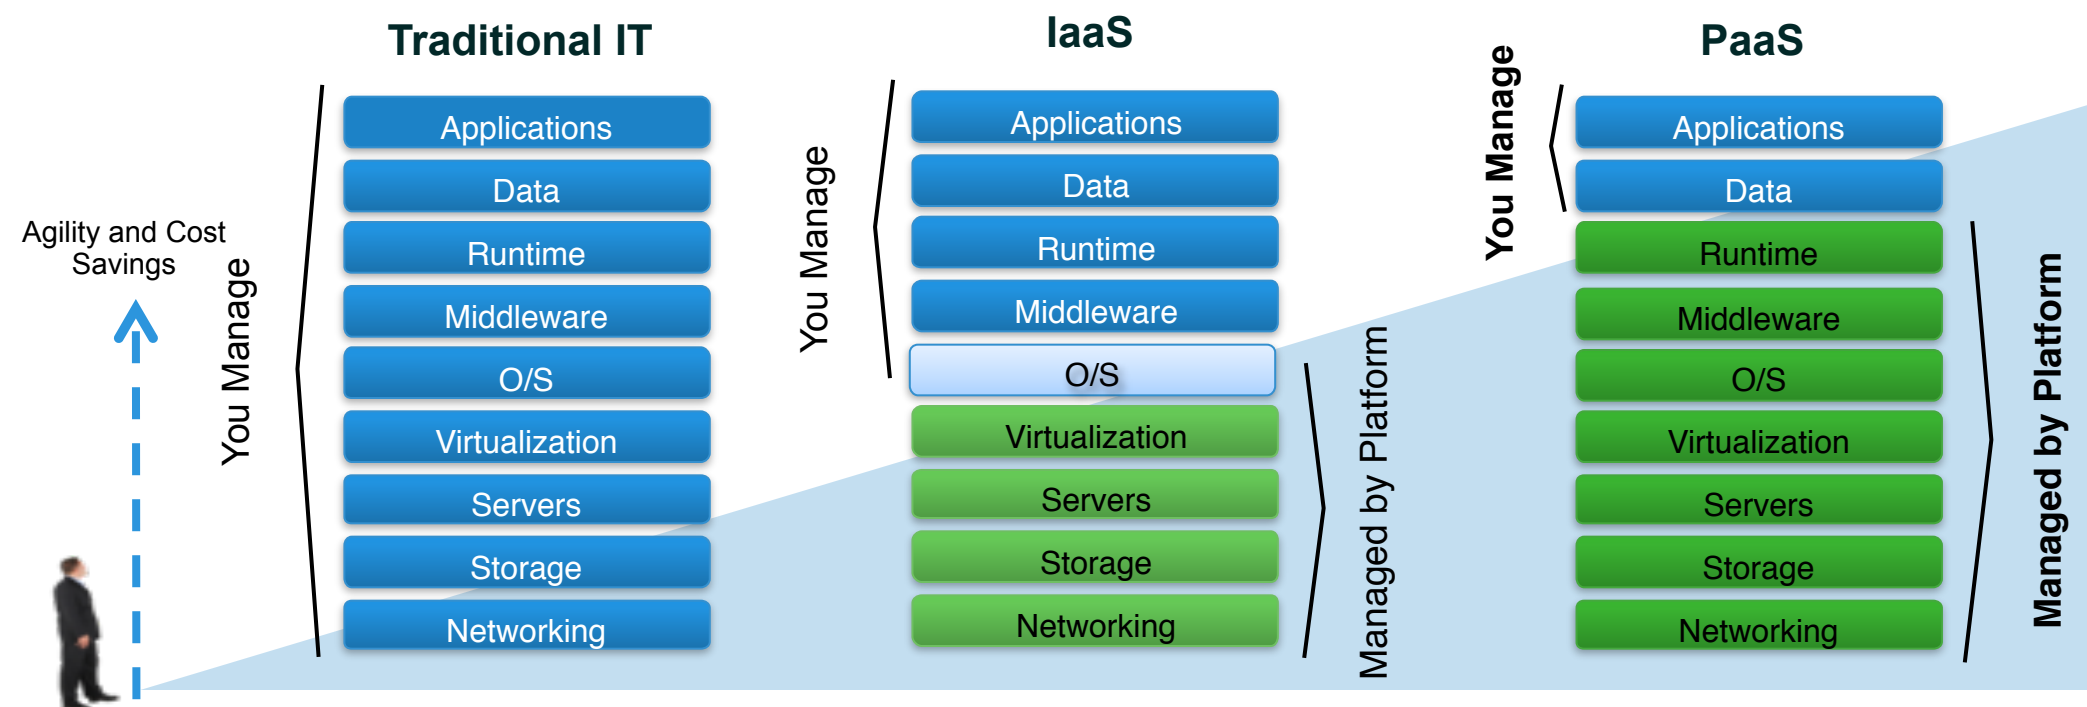 Traditional IT
IaaS
PaaS
Agility and Cost
Savings
You Manage
Applications
Data
Runtime
Middleware
O/S
Virtualization
Servers
Storage
Networking
You Manage
Applications
Data
Runtime
Middleware
O/S
Virtualization
Servers
Storage
Networking
Managed by Platform
You Manage
Applications
Data
Runtime
Middleware
O/S
Virtualization
Servers
Storage
Networking
Managed by Platform